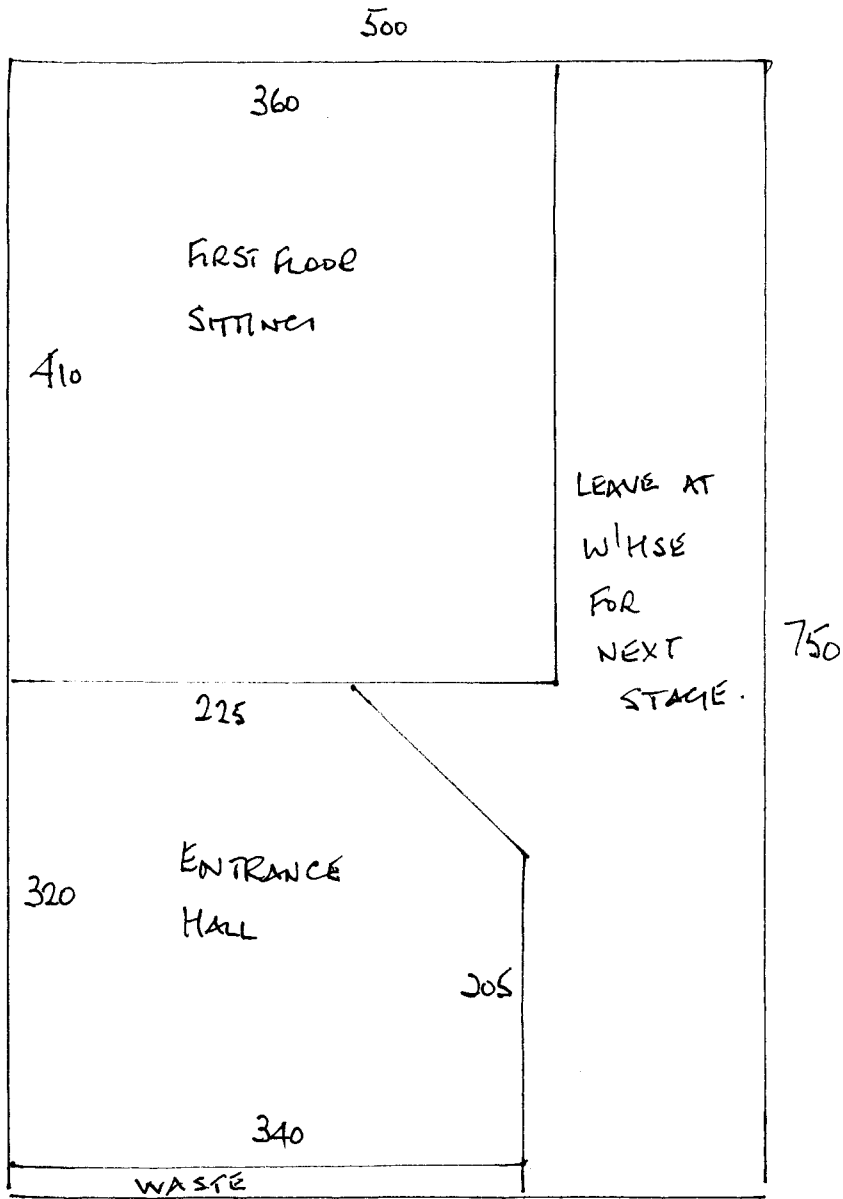 500
360
FIRST FLOOR
SITTING
410
LEAVE AT
W'HSE
FOR
NEXT
STAGE.
750
225
ENTRANCE
HALL
320
205
340
WASTE